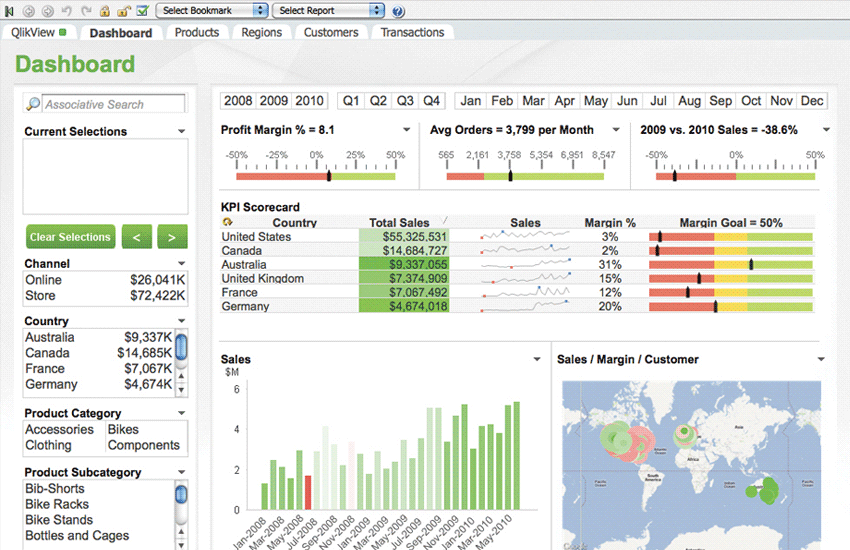 Select Bookmark Select Report
QlikView Dashboard Products Regions Customers Transactions
Dashboard
Associative Search
Current Selections
Clear Selections < >
Channel
Online $26,041K
Store $72,422K
Country
Australia $9,337K
Canada $14,685K
France $7,067K
Germany $4,674K
Product Category
Accessories Bikes
Clothing Components
Product Subcategory
Bib-Shorts
Bike Racks
Bike Stands
Bottles and Cages
2008 2009 2010 Q1 Q2 Q3 Q4 Jan Feb Mar Apr May Jun Jul Aug Sep Oct Nov Dec
Profit Margin % = 8.1
-50% -25% 0% 25% 50%
Avg Orders = 3,799 per Month
565 2,161 3,758 5,354 6,951 8,547
2009 vs. 2010 Sales = -38.6%
-50% 0% 50%
KPI Scorecard
Country Total Sales Sales Margin % Margin Goal = 50%
United States $55,325,531 3%
Canada $14,684,727 2%
Australia $9,337,055 31%
United Kingdom $7,374,909 15%
France $7,067,492 12%
Germany $4,674,018 20%
Sales
$M
6
4
2
0
Jan-2008 Mar-2008 May-2008 Jul-2008 Sep-2008 Nov-2008 Jan-2009 Mar-2009 May-2009 Jul-2009 Sep-2009 Nov-2009 Jan-2010 Mar-2010 May-2010
Sales / Margin / Customer
Asia
Africa
South America
Pacific Ocean
Indian Ocean
Pacific Ocean